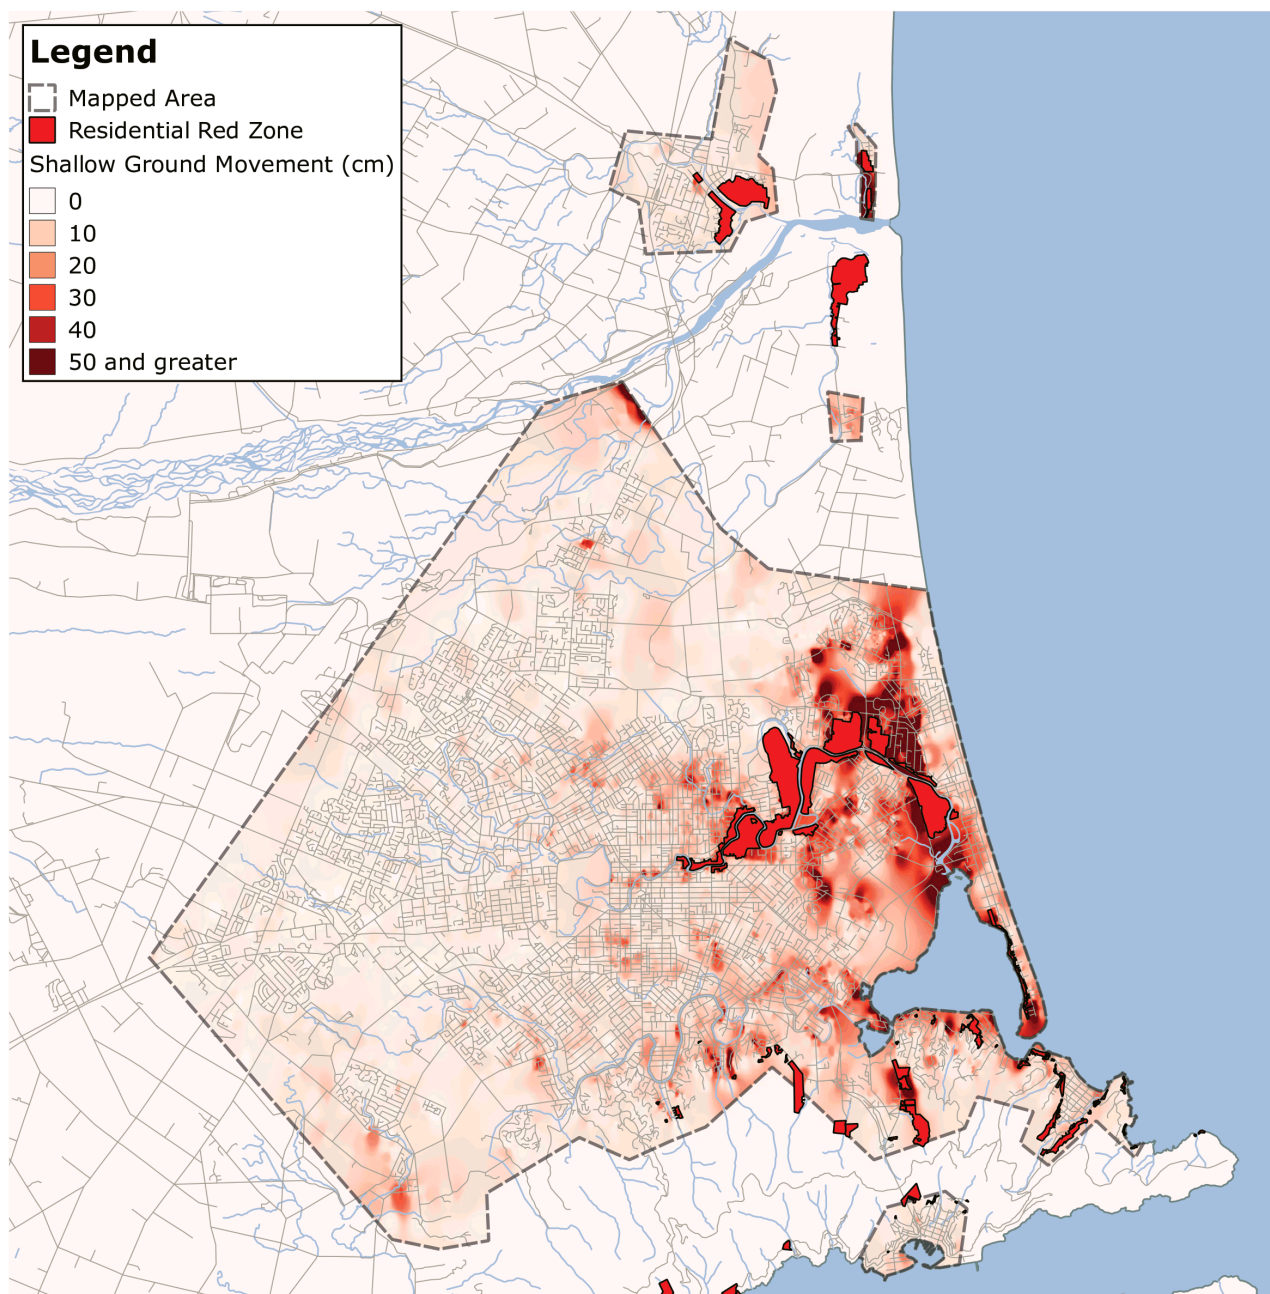 Legend
Mapped Area
Residential Red Zone
Shallow Ground Movement (cm)
0
10
20
30
40
50 and greater